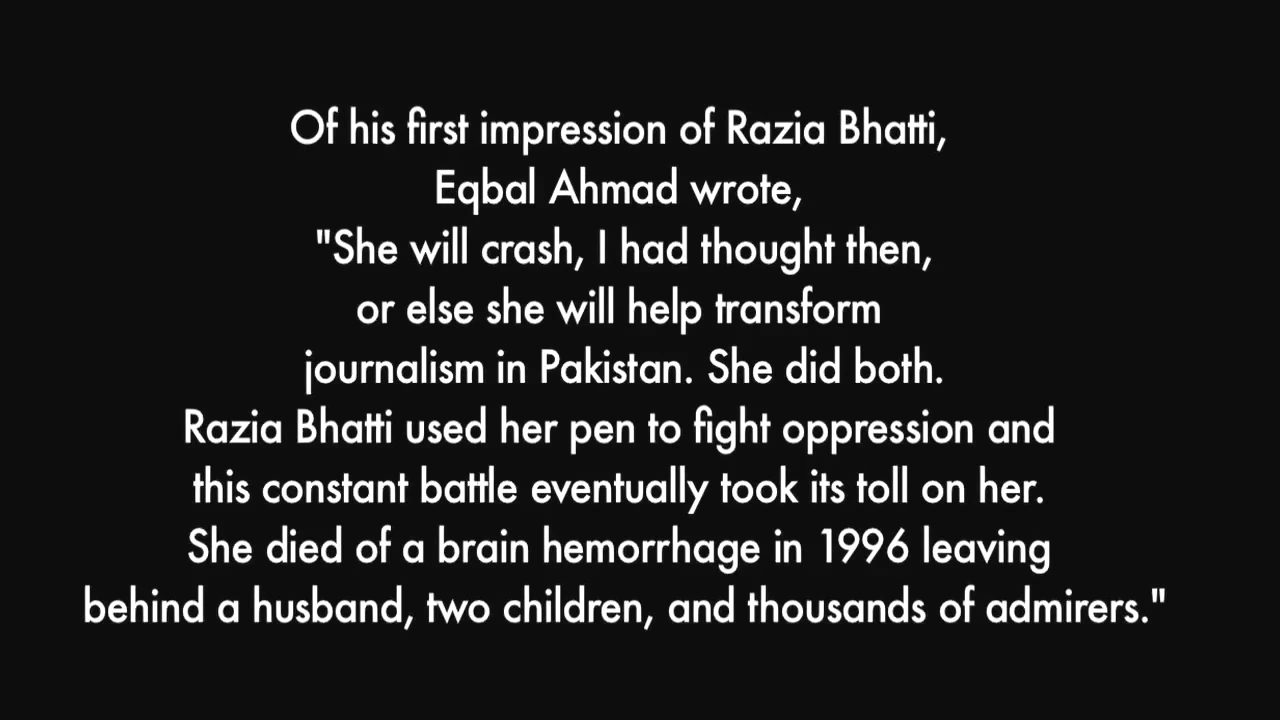 Of his first impression of Razia Bhatti,
Eqbal Ahmad wrote,
"She will crash, I had thought then,
or else she will help transform
journalism in Pakistan. She did both.
Razia Bhatti used her pen to fight oppression and
this constant battle eventually took its toll on her.
She died of a brain hemorrhage in 1996 leaving
behind a husband, two children, and thousands of admirers."